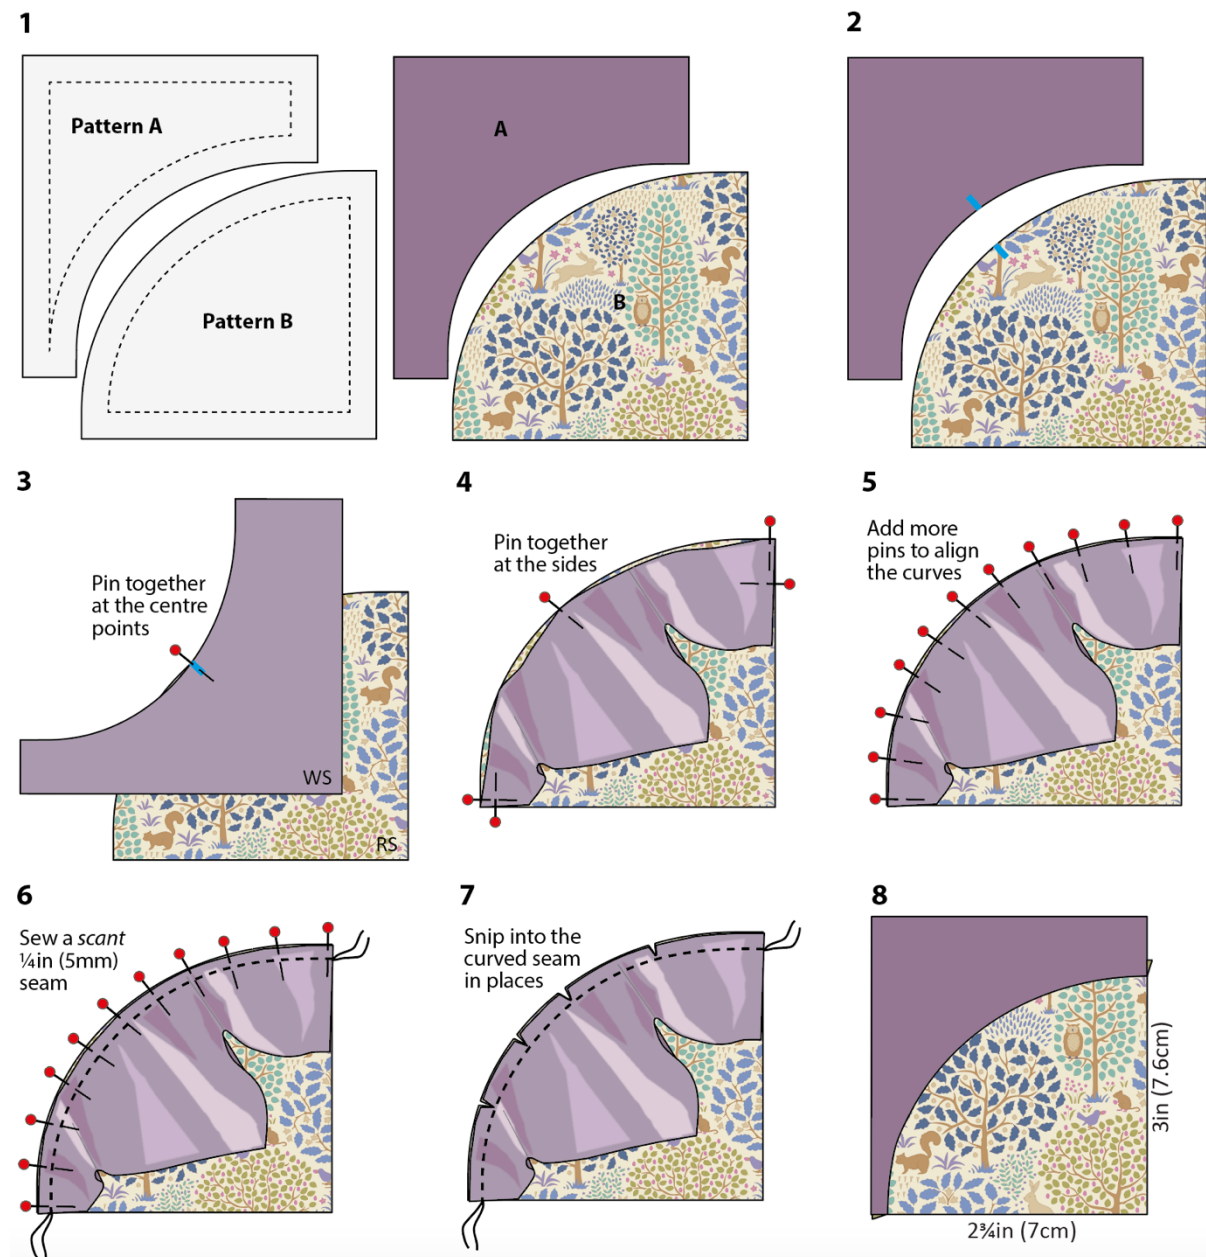 1
Pattern A
Pattern B
A
B
2
3
Pin together
at the centre
points
WS
RS
4
Pin together
at the sides
5
Add more
pins to align
the curves
6
Sew a scant
¼in (5mm)
seam
7
Snip into the
curved seam
in places
8
3in (7.6cm)
2¾in (7cm)